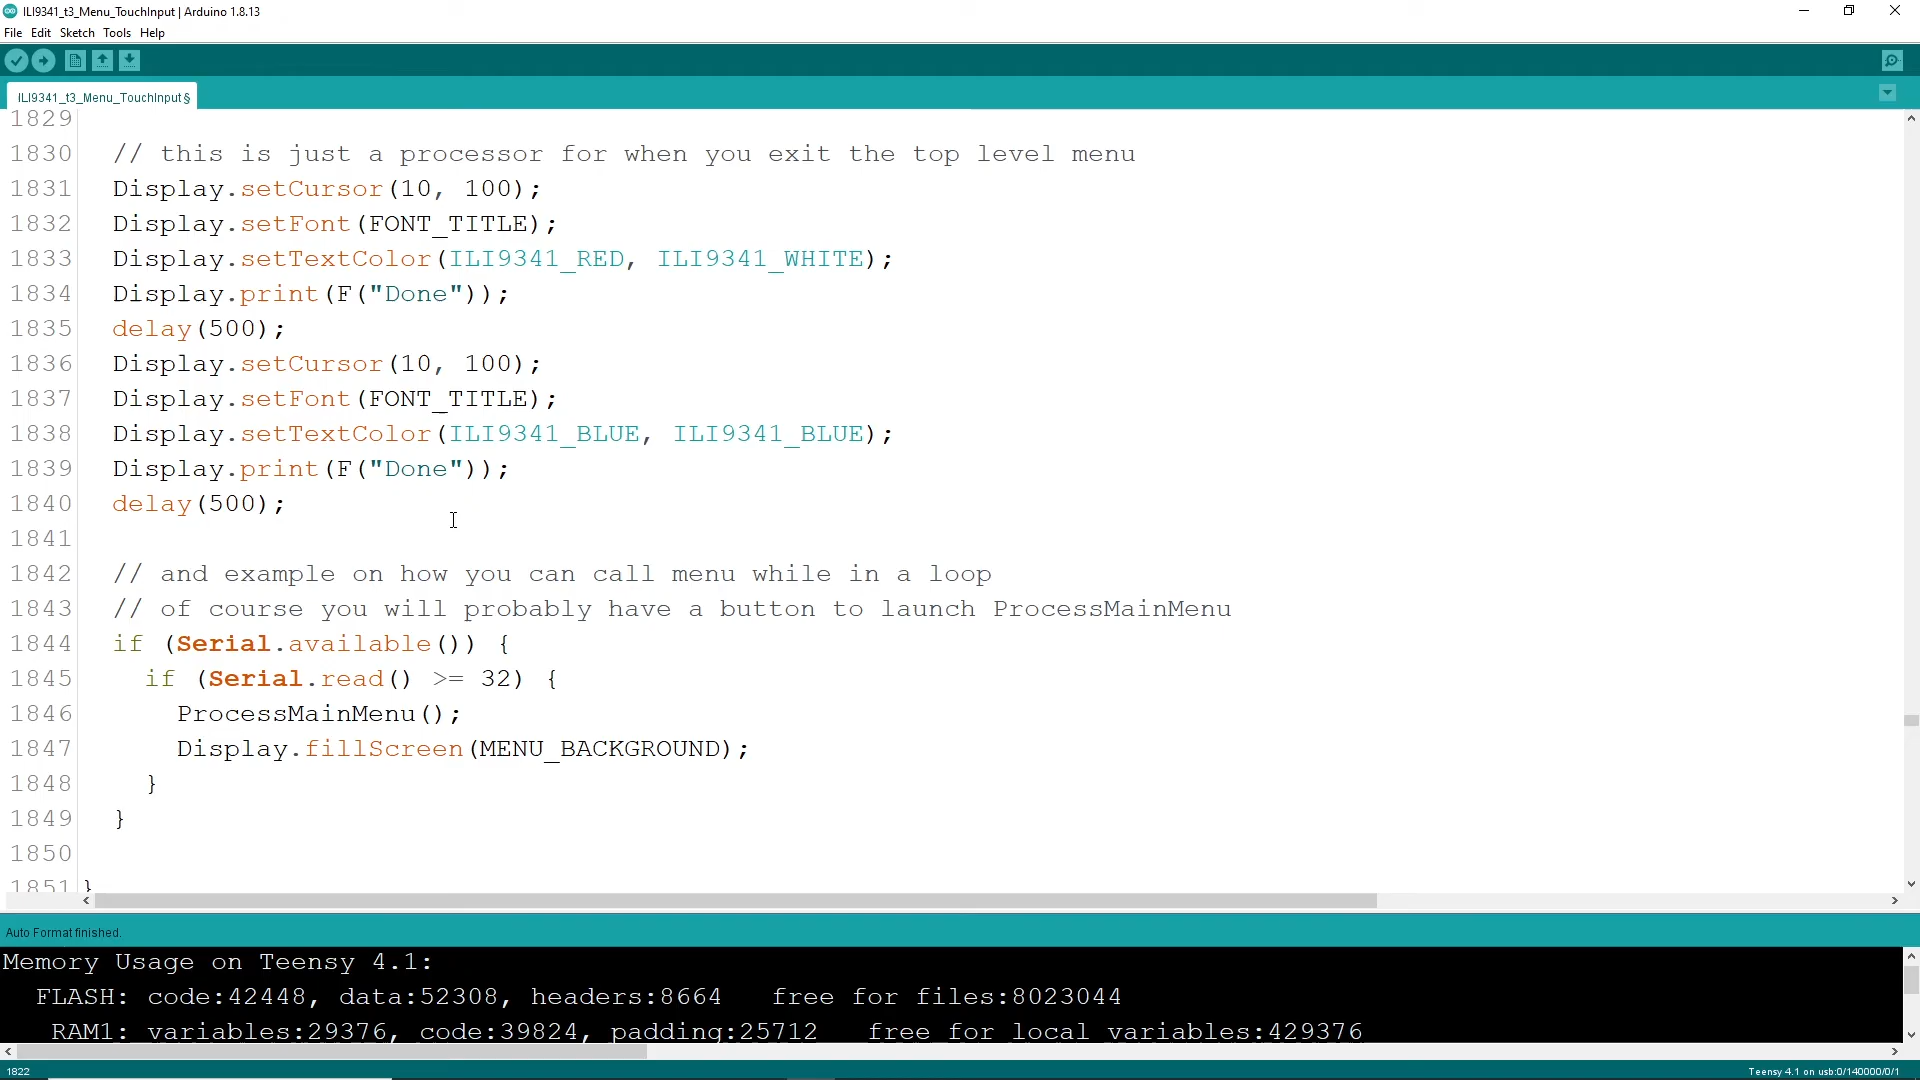 ILI9341_t3_Menu_TouchInput | Arduino 1.8.13
File Edit Sketch Tools Help
ILI9341_t3_Menu_TouchInput §
1829
1830 // this is just a processor for when you exit the top level menu
1831 Display.setCursor(10, 100);
1832 Display.setFont(FONT_TITLE);
1833 Display.setTextColor(ILI9341_RED, ILI9341_WHITE);
1834 Display.print(F("Done"));
1835 delay(500);
1836 Display.setCursor(10, 100);
1837 Display.setFont(FONT_TITLE);
1838 Display.setTextColor(ILI9341_BLUE, ILI9341_BLUE);
1839 Display.print(F("Done"));
1840 delay(500);
1841
1842 // and example on how you can call menu while in a loop
1843 // of course you will probably have a button to launch ProcessMainMenu
1844 if (Serial.available()) {
1845 if (Serial.read() >= 32) {
1846 ProcessMainMenu();
1847 Display.fillScreen(MENU_BACKGROUND);
1848 }
1849 }
1850
1851 }
Auto Format finished.
Memory Usage on Teensy 4.1:
FLASH: code:42448, data:52308, headers:8664 free for files:8023044
RAM1: variables:29376, code:39824, padding:25712 free for local variables:429376
1822 Teensy 4.1 on usb:0/140000/0/1